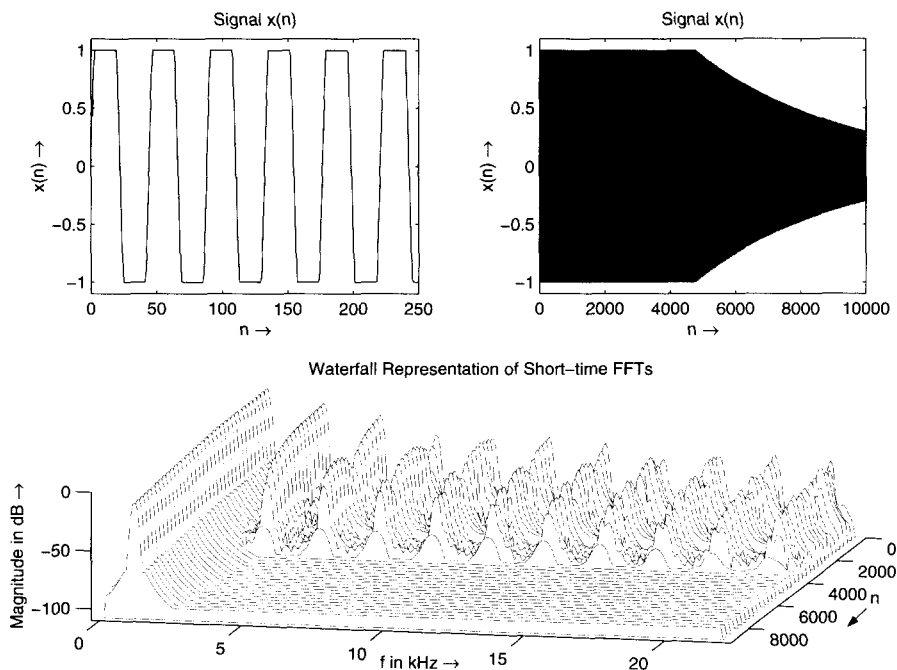 Signal x(n)
x(n) →
1
0.5
0
−0.5
−1
0 50 100 150 200 250
n →
Signal x(n)
x(n) →
1
0.5
0
−0.5
−1
0 2000 4000 6000 8000 10000
n →
Waterfall Representation of Short−time FFTs
Magnitude in dB →
0
−50
−100
0 5 10 15 20
f in kHz →
0
2000
4000
6000
8000
n